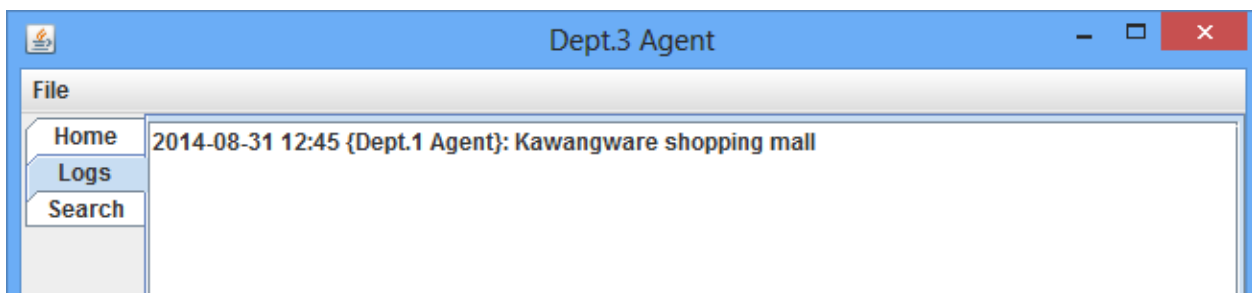 Dept.3 Agent
File
Home
2014-08-31 12:45 {Dept.1 Agent}: Kawangware shopping mall
Logs
Search